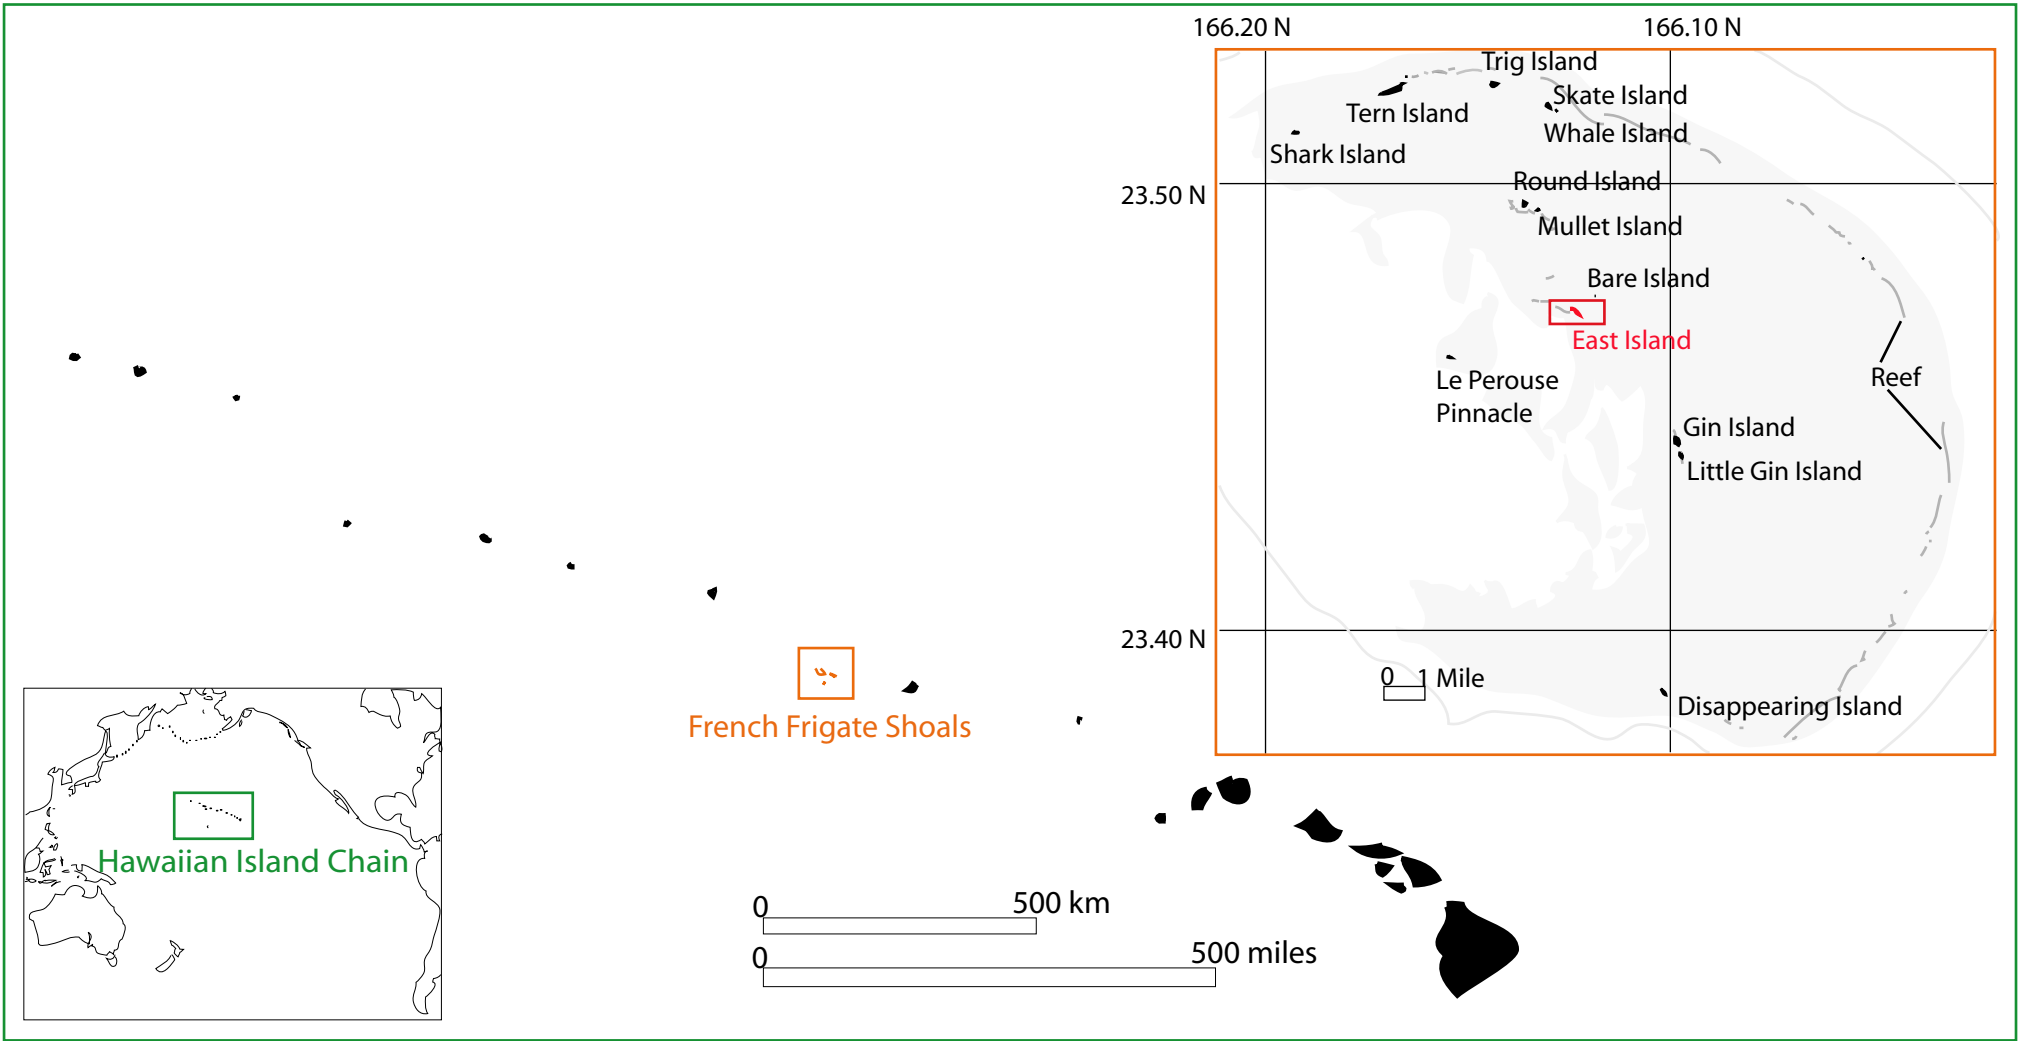 166.20 N
166.10 N
Trig Island
Skate Island
Tern Island
Whale Island
Shark Island
Round Island
23.50 N
Mullet Island
Bare Island
East Island
Le Perouse
Pinnacle
Reef
Gin Island
Little Gin Island
23.40 N
0 1 Mile
Disappearing Island
French Frigate Shoals
Hawaiian Island Chain
0 500 km
0 500 miles